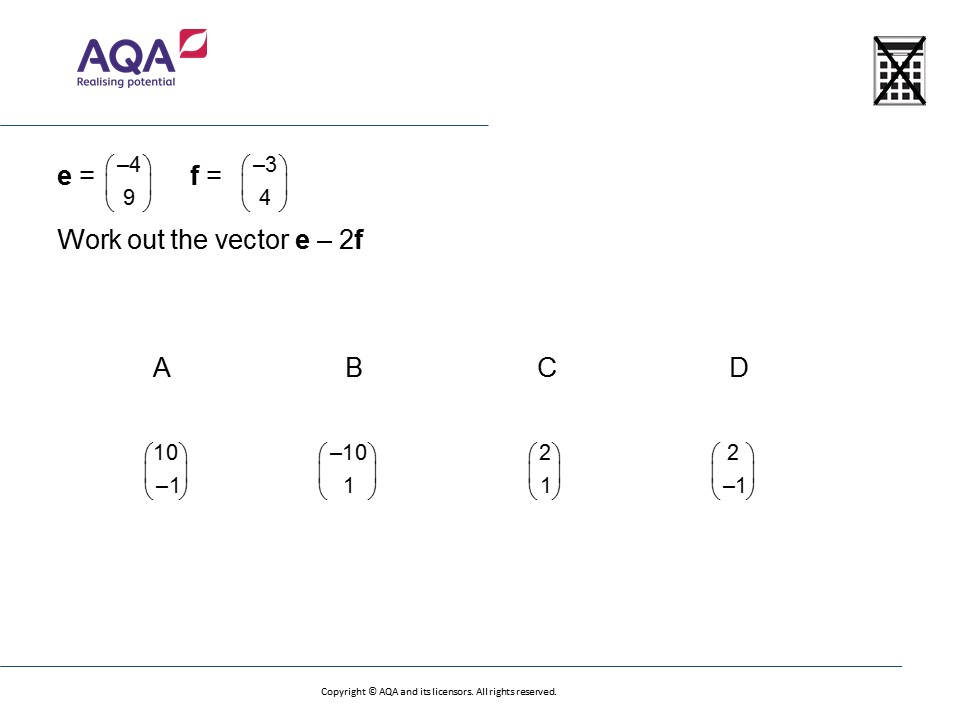 AQA
Realising potential
e = (–4 9) f = (–3 4)
Work out the vector e – 2f
A B C D
(10 –1) (–10 1) (2 1) (2 –1)
Copyright © AQA and its licensors. All rights reserved.